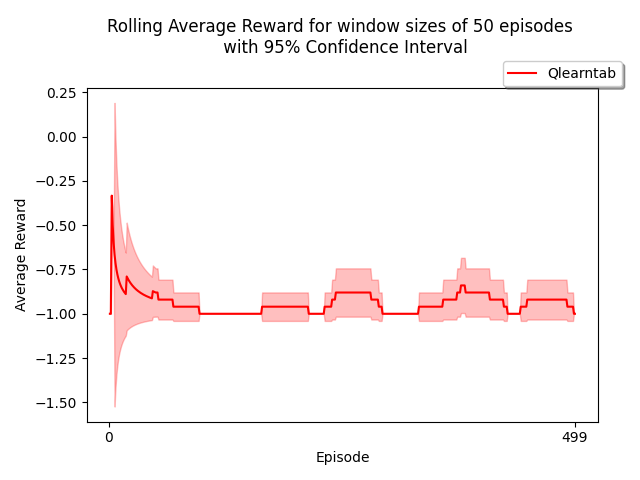 Rolling Average Reward for window sizes of 50 episodes
with 95% Confidence Interval
Qlearntab
0.25
0.00
−0.25
−0.50
−0.75
−1.00
−1.25
−1.50
Average Reward
0
499
Episode